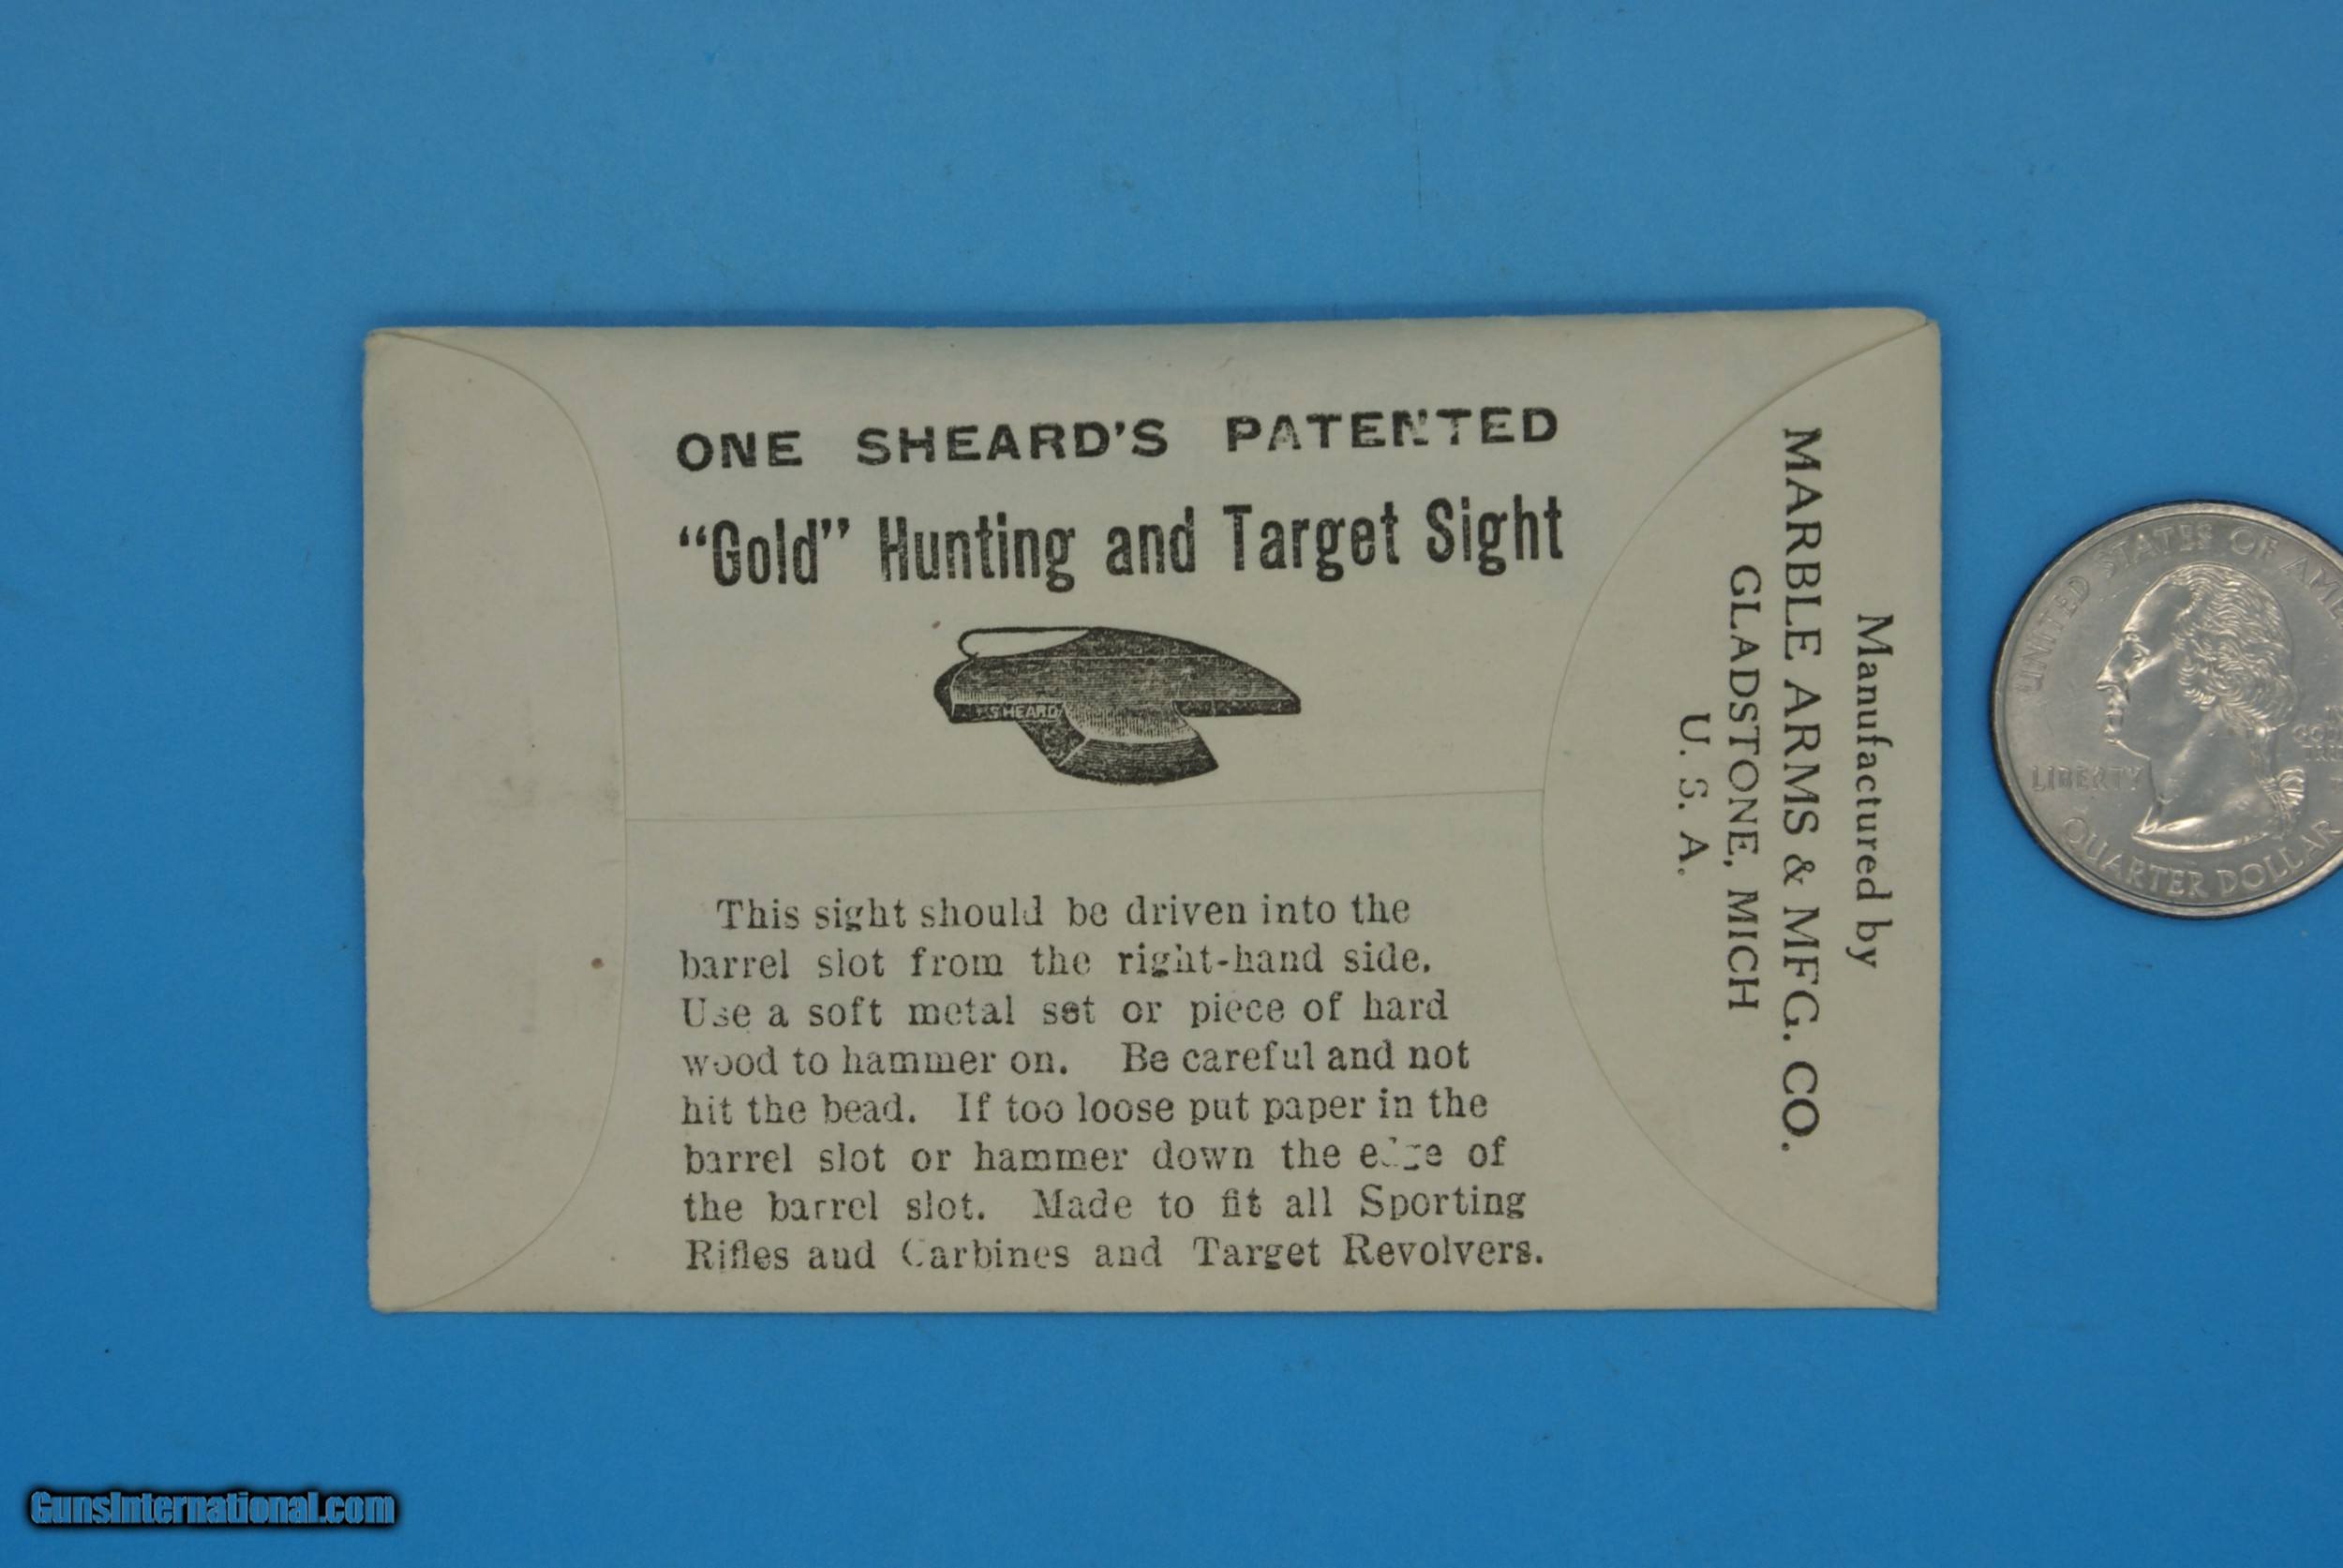 ONE SHEARD'S PATENTED
"Gold" Hunting and Target Sight
SHEARD
This sight should be driven into the
barrel slot from the right-hand side.
Use a soft metal set or piece of hard
wood to hammer on. Be careful and not
hit the bead. If too loose put paper in the
barrel slot or hammer down the edge of
the barrel slot. Made to fit all Sporting
Rifles aud Carbines and Target Revolvers.
Manufactured by
MARBLE ARMS & MFG. CO.
GLADSTONE, MICH
U. S. A.
UNITED STATES OF AME
LIBERTY
QUARTER DOLLAR
GunsInternational.com